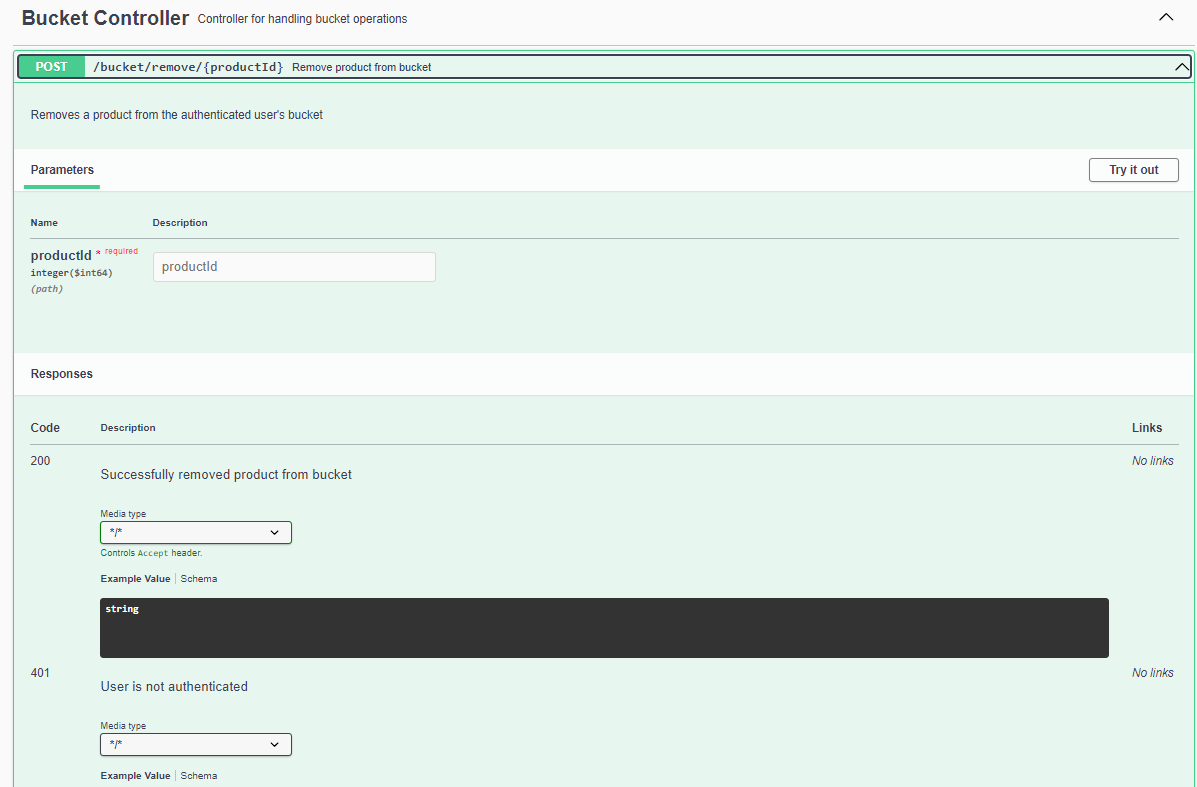 Bucket Controller Controller for handling bucket operations
POST /bucket/remove/{productId} Remove product from bucket
Removes a product from the authenticated user's bucket
Parameters Try it out
Name Description
productId * required productId
integer($int64)
(path)
Responses
Code Description Links
200 No links
Successfully removed product from bucket
Media type
*/*
Controls Accept header.
Example Value Schema
string
401 No links
User is not authenticated
Media type
*/*
Example Value Schema